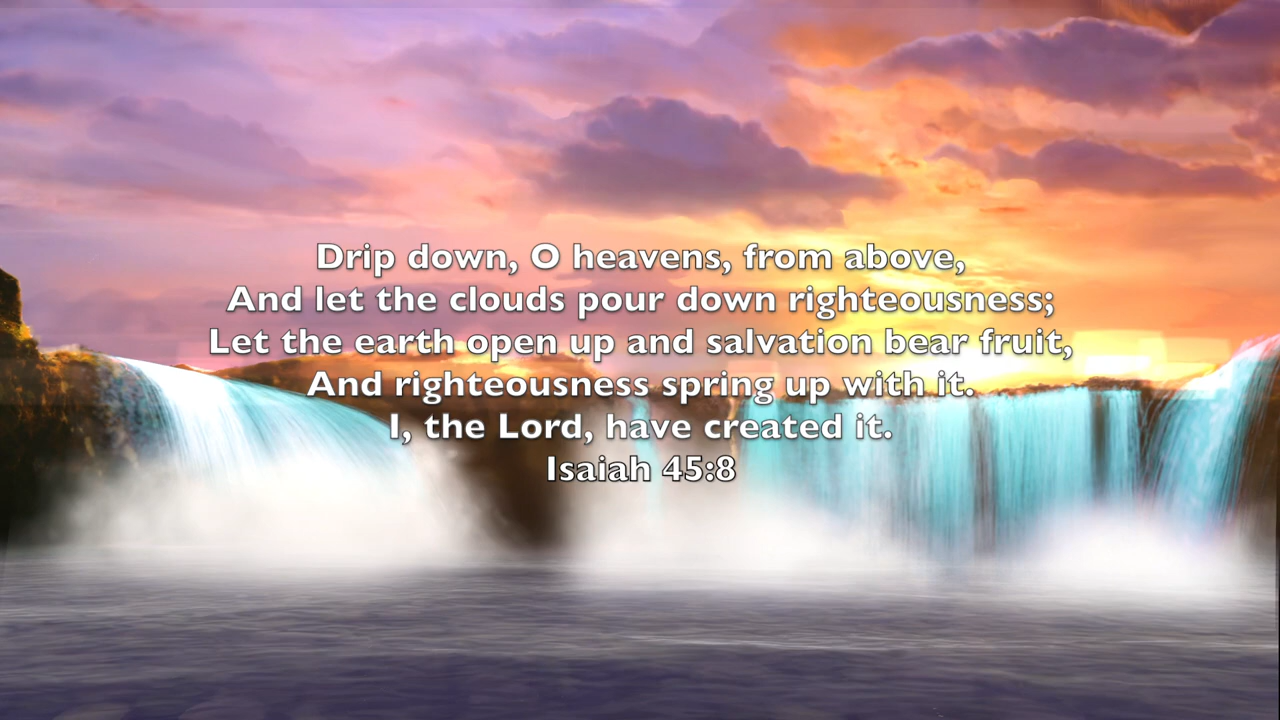 Drip down, O heavens, from above,
And let the clouds pour down righteousness;
Let the earth open up and salvation bear fruit,
And righteousness spring up with it.
I, the Lord, have created it.
Isaiah 45:8